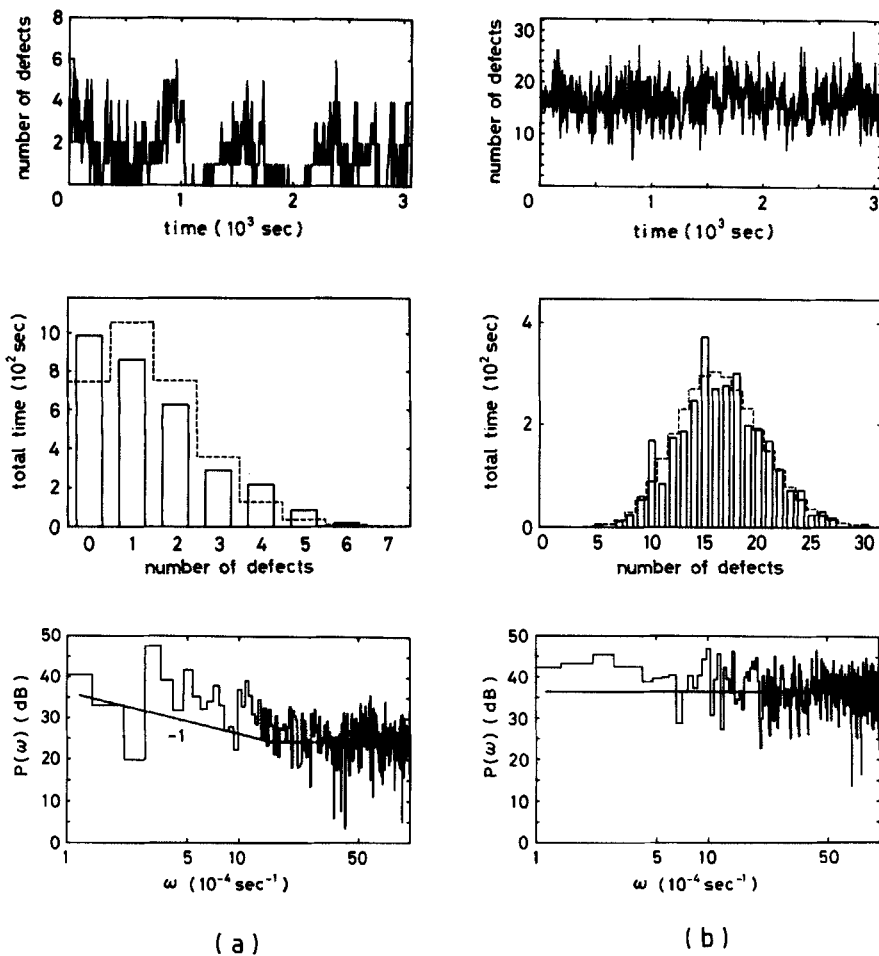 number of defects
8
6
4
2
0
1
2
3
time (10³ sec)
number of defects
30
20
10
0
1
2
3
time (10³ sec)
total time (10² sec)
10
8
6
4
2
0
0 1 2 3 4 5 6 7
number of defects
total time (10² sec)
4
2
0
0 5 10 15 20 25 30
number of defects
P(ω) (dB)
50
40
30
20
10
0
-1
1 5 10 50
ω (10⁻⁴ sec⁻¹)
P(ω) (dB)
50
40
35
30
20
10
0
1 5 10 50
ω (10⁻⁴ sec⁻¹)
(a)
(b)